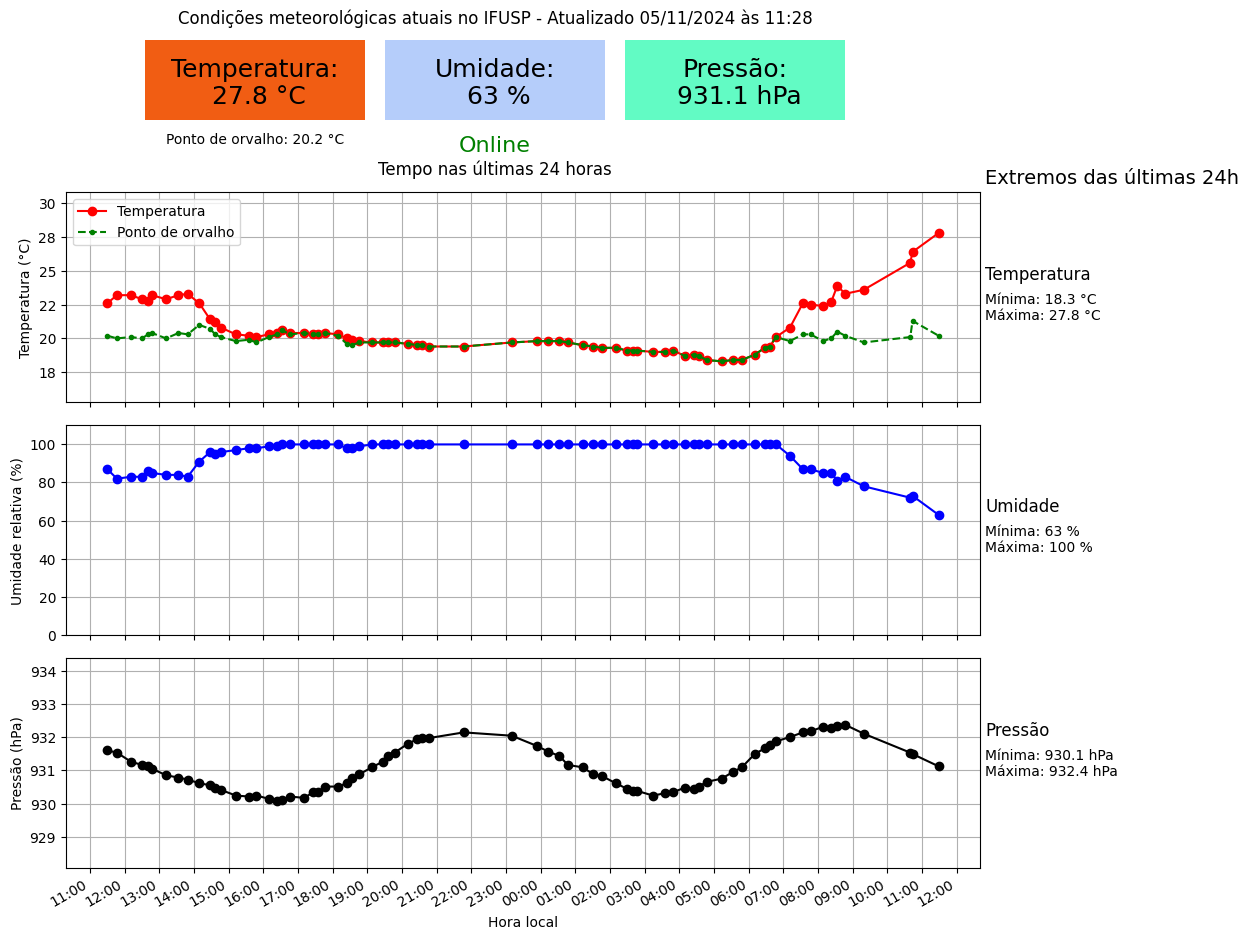 Condições meteorológicas atuais no IFUSP - Atualizado 05/11/2024 às 11:28
Temperatura:
27.8 °C
Umidade:
63 %
Pressão:
931.1 hPa
Ponto de orvalho: 20.2 °C
Online
Tempo nas últimas 24 horas
Extremos das últimas 24h
Temperatura (°C)
30
28
25
22
20
18
Temperatura
Ponto de orvalho
Temperatura
Mínima: 18.3 °C
Máxima: 27.8 °C
Umidade relativa (%)
100
80
60
40
20
0
Umidade
Mínima: 63 %
Máxima: 100 %
Pressão (hPa)
934
933
932
931
930
929
Pressão
Mínima: 930.1 hPa
Máxima: 932.4 hPa
11:00 12:00 13:00 14:00 15:00 16:00 17:00 18:00 19:00 20:00 21:00 22:00 23:00 00:00 01:00 02:00 03:00 04:00 05:00 06:00 07:00 08:00 09:00 10:00 11:00 12:00
Hora local